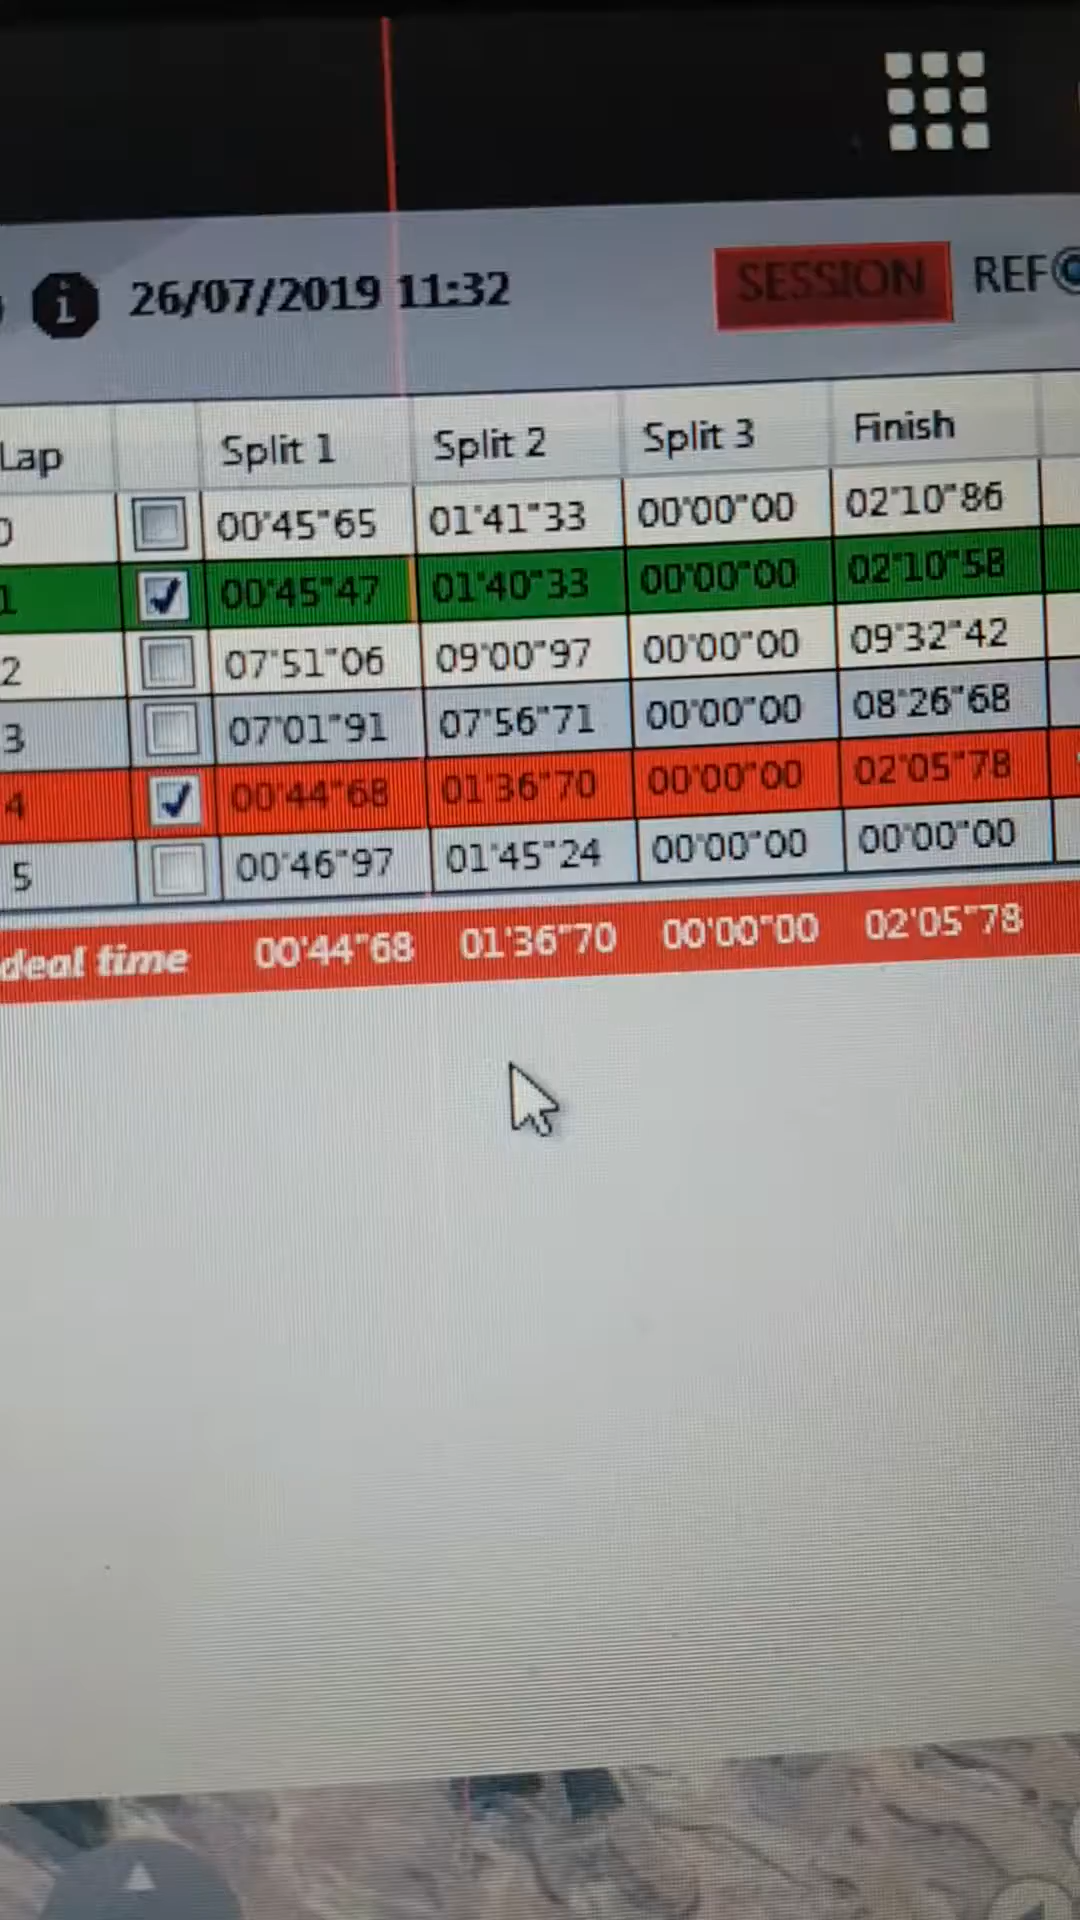 26/07/2019 11:32 SESSION REF
Lap Split 1 Split 2 Split 3 Finish
0 00'45"65 01'41"33 00'00"00 02'10"86
1 00'45"47 01'40"33 00'00"00 02'10"58
2 07'51"06 09'00"97 00'00"00 09'32"42
3 07'01"91 07'56"71 00'00"00 08'26"68
4 00'44"68 01'36"70 00'00"00 02'05"78
5 00'46"97 01'45"24 00'00"00 00'00"00
deal time 00'44"68 01'36"70 00'00"00 02'05"78